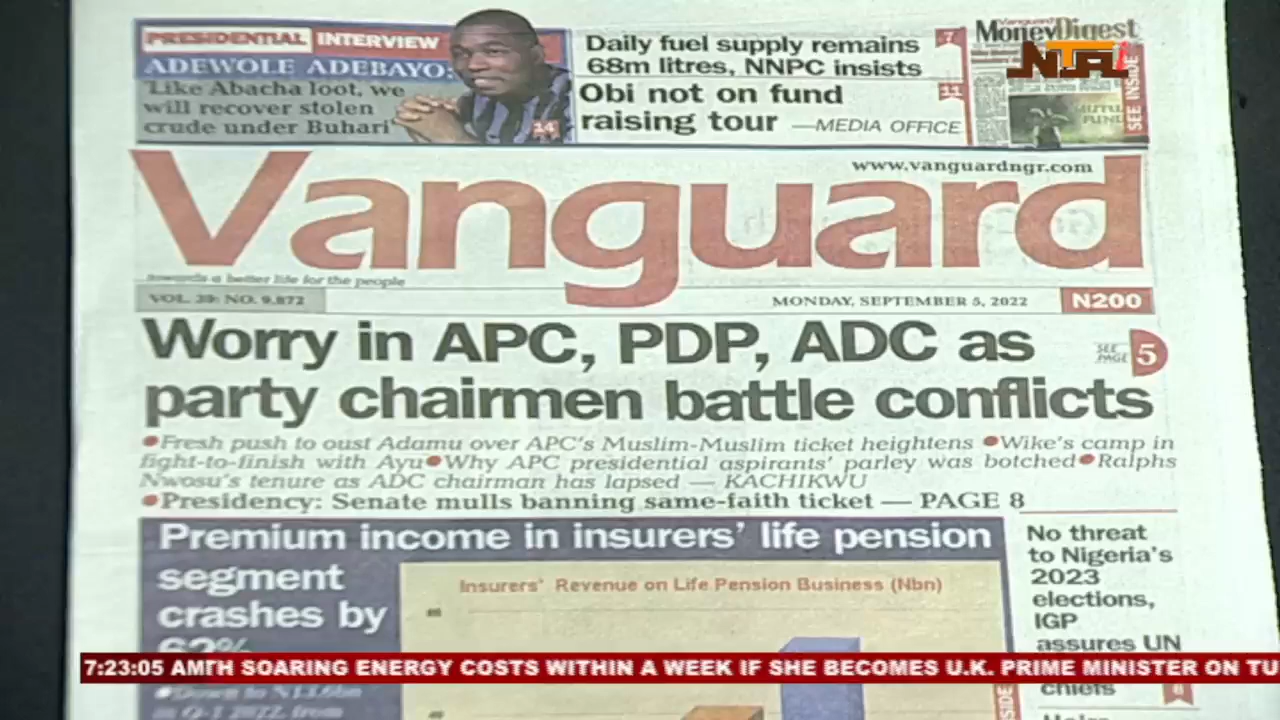 PRESIDENTIAL INTERVIEW
ADEWOLE ADEBAYO:
'Like Abacha loot, we
will recover stolen
crude under Buhari'
14
Daily fuel supply remains
68m litres, NNPC insists
7
Obi not on fund
raising tour —MEDIA OFFICE
11
Vanguard
MoneyDigest
NTA
SEE INSIDE
www.vanguardngr.com
Vanguard
towards a better life for the people
VOL. 39: NO. 9,872
MONDAY, SEPTEMBER 5, 2022
N200
Worry in APC, PDP, ADC as
party chairmen battle conflicts
SEE PAGE 5
●Fresh push to oust Adamu over APC's Muslim-Muslim ticket heightens ●Wike's camp in
fight-to-finish with Ayu●Why APC presidential aspirants' parley was botched●Ralphs
Nwosu's tenure as ADC chairman has lapsed — KACHIKWU
●Presidency: Senate mulls banning same-faith ticket — PAGE 8
Premium income in insurers' life pension
segment
crashes by
62%
Insurers' Revenue on Life Pension Business (Nbn)
No threat
to Nigeria's
2023
elections,
IGP
assures UN
chiefs
7:23:05 AM TH SOARING ENERGY COSTS WITHIN A WEEK IF SHE BECOMES U.K. PRIME MINISTER ON TU